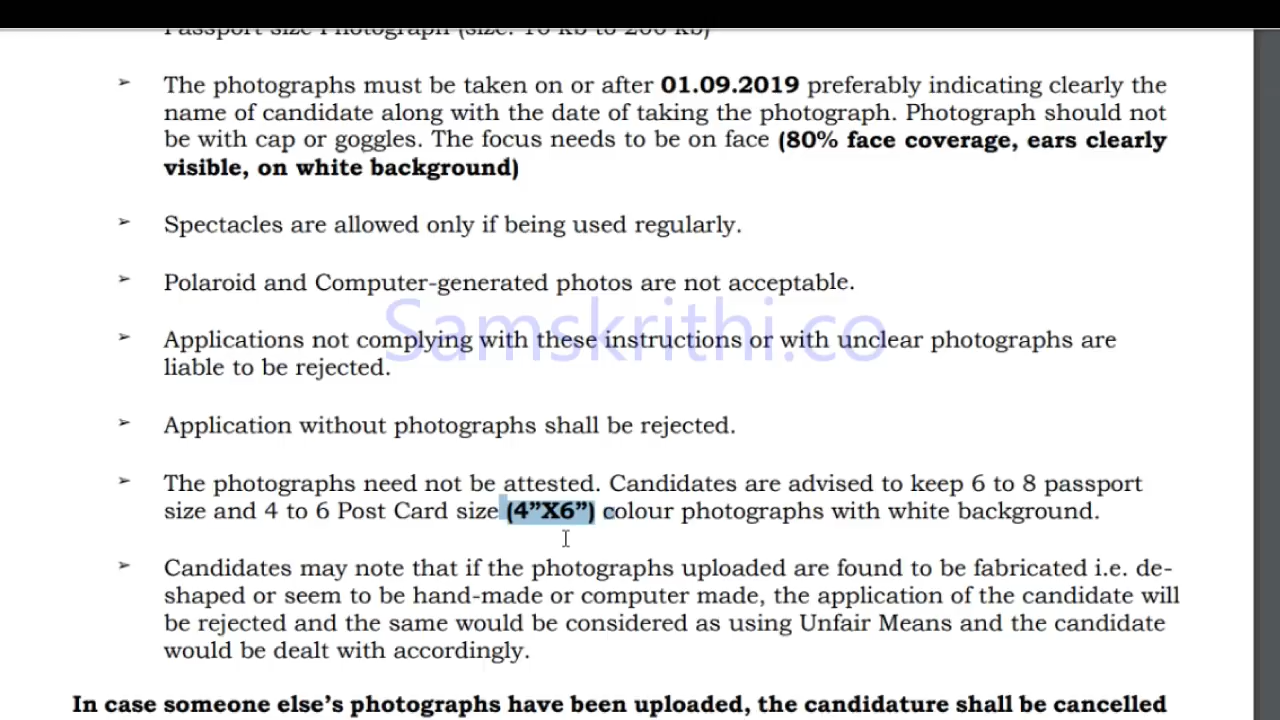 Passport size Photograph (size: 10 kb to 200 kb)
➢ The photographs must be taken on or after 01.09.2019 preferably indicating clearly the
name of candidate along with the date of taking the photograph. Photograph should not
be with cap or goggles. The focus needs to be on face (80% face coverage, ears clearly
visible, on white background)
➢ Spectacles are allowed only if being used regularly.
➢ Polaroid and Computer-generated photos are not acceptable.
Samskrithi.co
➢ Applications not complying with these instructions or with unclear photographs are
liable to be rejected.
➢ Application without photographs shall be rejected.
➢ The photographs need not be attested. Candidates are advised to keep 6 to 8 passport
size and 4 to 6 Post Card size (4”X6”) colour photographs with white background.
➢ Candidates may note that if the photographs uploaded are found to be fabricated i.e. de-
shaped or seem to be hand-made or computer made, the application of the candidate will
be rejected and the same would be considered as using Unfair Means and the candidate
would be dealt with accordingly.
In case someone else’s photographs have been uploaded, the candidature shall be cancelled